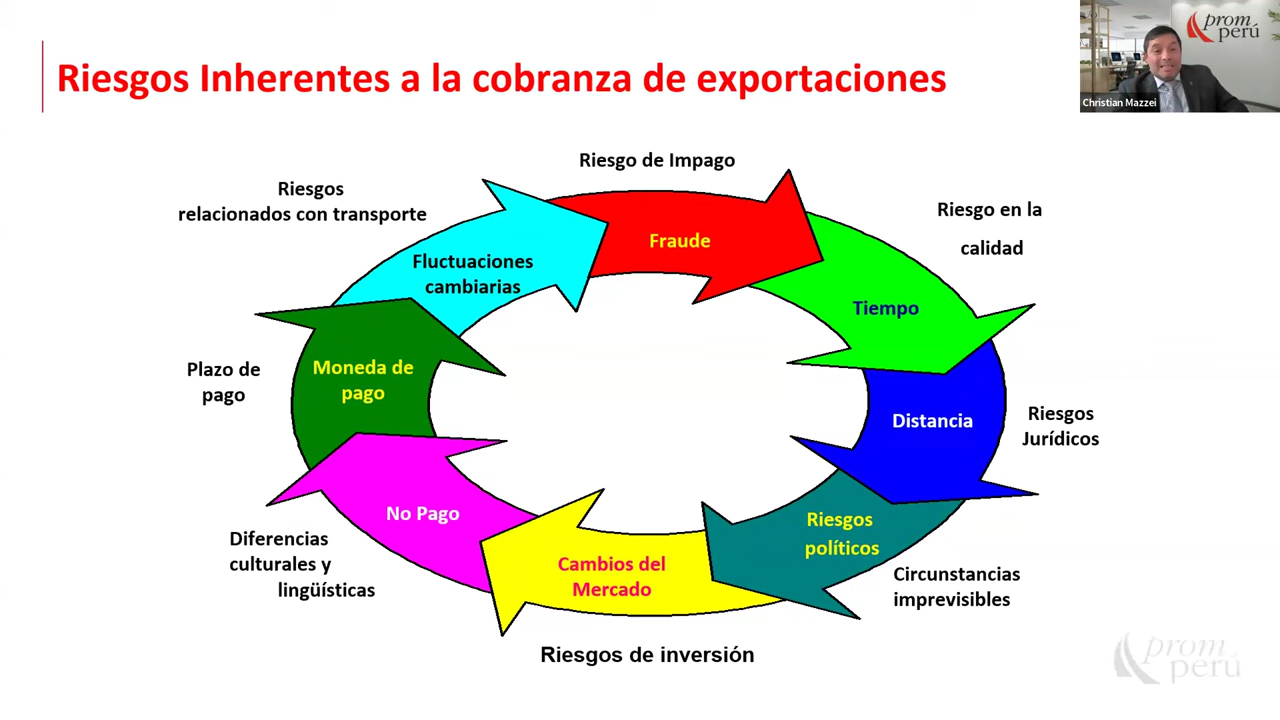 Riesgos Inherentes a la cobranza de exportaciones
prom
perú
Christian Mazzei
Riesgo de Impago
Riesgos
relacionados con transporte
Riesgo en la
calidad
Fraude
Fluctuaciones
cambiarias
Tiempo
Plazo de
pago
Moneda de
pago
Distancia
Riesgos
Jurídicos
No Pago
Riesgos
políticos
Diferencias
culturales y
lingüísticas
Cambios del
Mercado
Circunstancias
imprevisibles
Riesgos de inversión
prom
perú